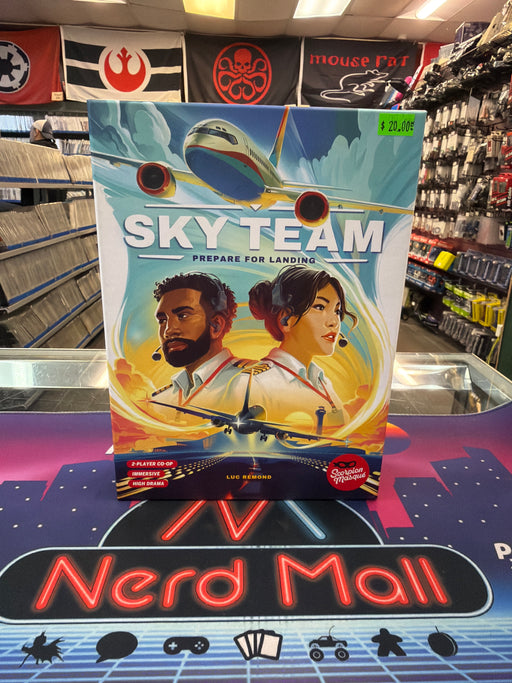 mouse rat
$ 20.00
SKY TEAM
PREPARE FOR LANDING
2-PLAYER CO-OP
IMMERSIVE
HIGH DRAMA
LUC RÉMOND
Scorpion
Masqué
N
Nerd Mall
P